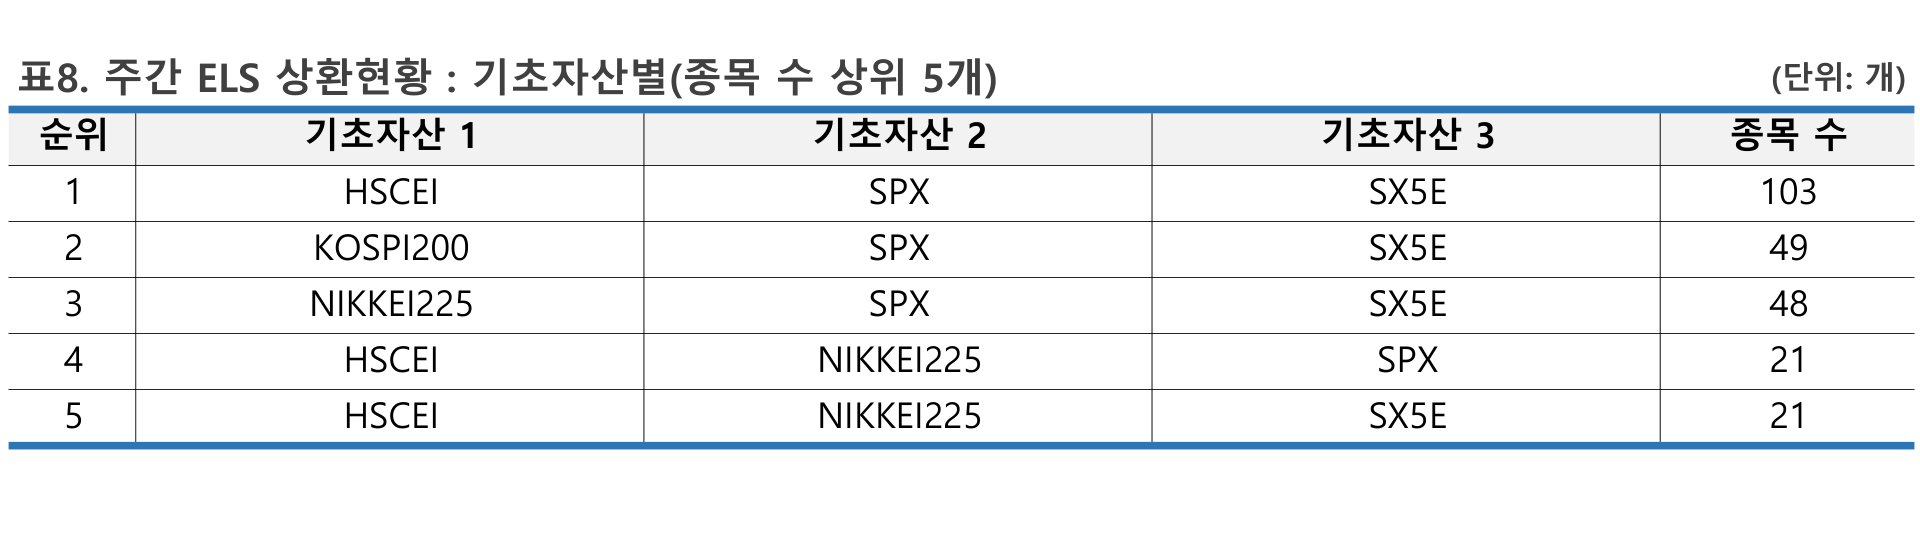 표8. 주간 ELS 상환현황 : 기초자산별(종목 수 상위 5개) (단위: 개)
순위 기초자산 1 기초자산 2 기초자산 3 종목 수
1 HSCEI SPX SX5E 103
2 KOSPI200 SPX SX5E 49
3 NIKKEI225 SPX SX5E 48
4 HSCEI NIKKEI225 SPX 21
5 HSCEI NIKKEI225 SX5E 21